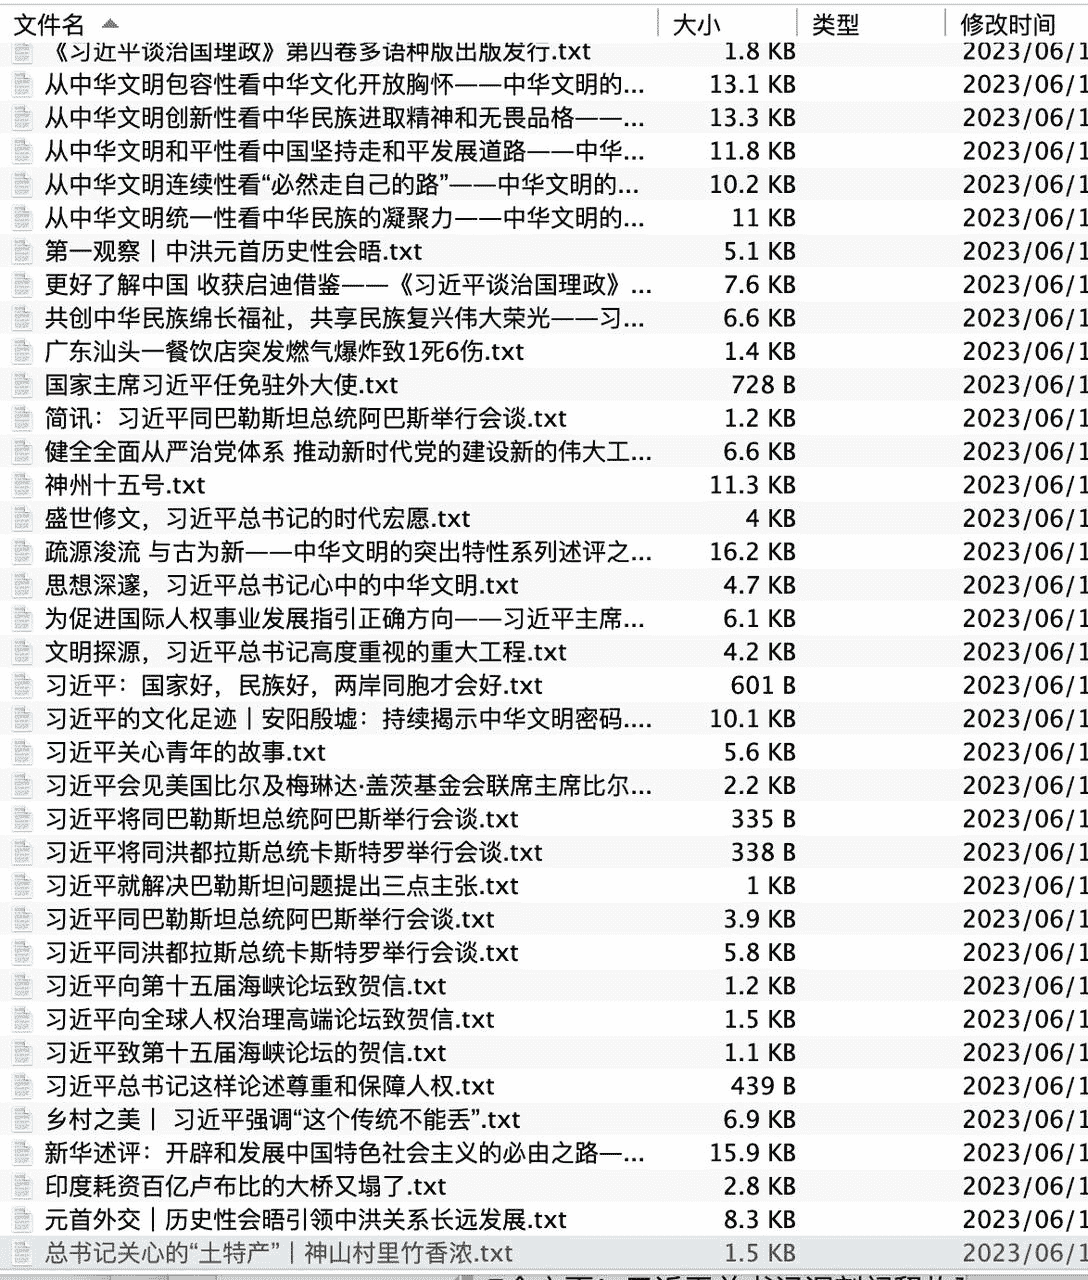 文件名 大小 类型 修改时间
《习近平谈治国理政》第四卷多语种版出版发行.txt 1.8 KB 2023/06/1
从中华文明包容性看中华文化开放胸怀——中华文明的... 13.1 KB 2023/06/1
从中华文明创新性看中华民族进取精神和无畏品格——... 13.3 KB 2023/06/1
从中华文明和平性看中国坚持走和平发展道路——中华... 11.8 KB 2023/06/1
从中华文明连续性看“必然走自己的路”——中华文明的... 10.2 KB 2023/06/1
从中华文明统一性看中华民族的凝聚力——中华文明的... 11 KB 2023/06/1
第一观察丨中洪元首历史性会晤.txt 5.1 KB 2023/06/1
更好了解中国 收获启迪借鉴——《习近平谈治国理政》... 7.6 KB 2023/06/1
共创中华民族绵长福祉，共享民族复兴伟大荣光——习... 6.6 KB 2023/06/1
广东汕头一餐饮店突发燃气爆炸致1死6伤.txt 1.4 KB 2023/06/1
国家主席习近平任免驻外大使.txt 728 B 2023/06/1
简讯：习近平同巴勒斯坦总统阿巴斯举行会谈.txt 1.2 KB 2023/06/1
健全全面从严治党体系 推动新时代党的建设新的伟大工... 6.6 KB 2023/06/1
神州十五号.txt 11.3 KB 2023/06/1
盛世修文，习近平总书记的时代宏愿.txt 4 KB 2023/06/1
疏源浚流 与古为新——中华文明的突出特性系列述评之... 16.2 KB 2023/06/1
思想深邃，习近平总书记心中的中华文明.txt 4.7 KB 2023/06/1
为促进国际人权事业发展指引正确方向——习近平主席... 6.1 KB 2023/06/1
文明探源，习近平总书记高度重视的重大工程.txt 4.2 KB 2023/06/1
习近平：国家好，民族好，两岸同胞才会好.txt 601 B 2023/06/1
习近平的文化足迹丨安阳殷墟：持续揭示中华文明密码.... 10.1 KB 2023/06/1
习近平关心青年的故事.txt 5.6 KB 2023/06/1
习近平会见美国比尔及梅琳达·盖茨基金会联席主席比尔... 2.2 KB 2023/06/1
习近平将同巴勒斯坦总统阿巴斯举行会谈.txt 335 B 2023/06/1
习近平将同洪都拉斯总统卡斯特罗举行会谈.txt 338 B 2023/06/1
习近平就解决巴勒斯坦问题提出三点主张.txt 1 KB 2023/06/1
习近平同巴勒斯坦总统阿巴斯举行会谈.txt 3.9 KB 2023/06/1
习近平同洪都拉斯总统卡斯特罗举行会谈.txt 5.8 KB 2023/06/1
习近平向第十五届海峡论坛致贺信.txt 1.2 KB 2023/06/1
习近平向全球人权治理高端论坛致贺信.txt 1.5 KB 2023/06/1
习近平致第十五届海峡论坛的贺信.txt 1.1 KB 2023/06/1
习近平总书记这样论述尊重和保障人权.txt 439 B 2023/06/1
乡村之美丨 习近平强调“这个传统不能丢”.txt 6.9 KB 2023/06/1
新华述评：开辟和发展中国特色社会主义的必由之路—... 15.9 KB 2023/06/1
印度耗资百亿卢布比的大桥又塌了.txt 2.8 KB 2023/06/1
元首外交丨历史性会晤引领中洪关系长远发展.txt 8.3 KB 2023/06/1
总书记关心的“土特产”丨神山村里竹香浓.txt 1.5 KB 2023/06/1